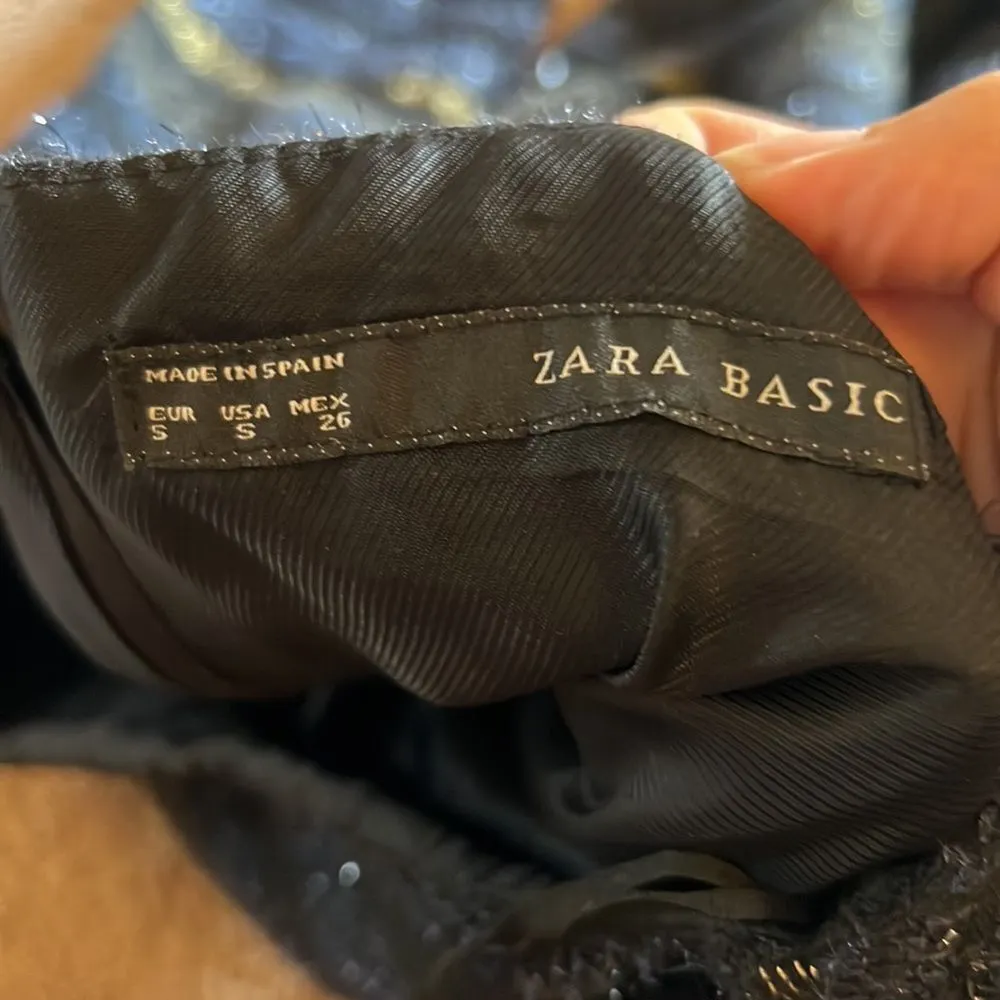 MADE IN SPAIN
EUR USA MEX
S S 26
ZARA BASIC